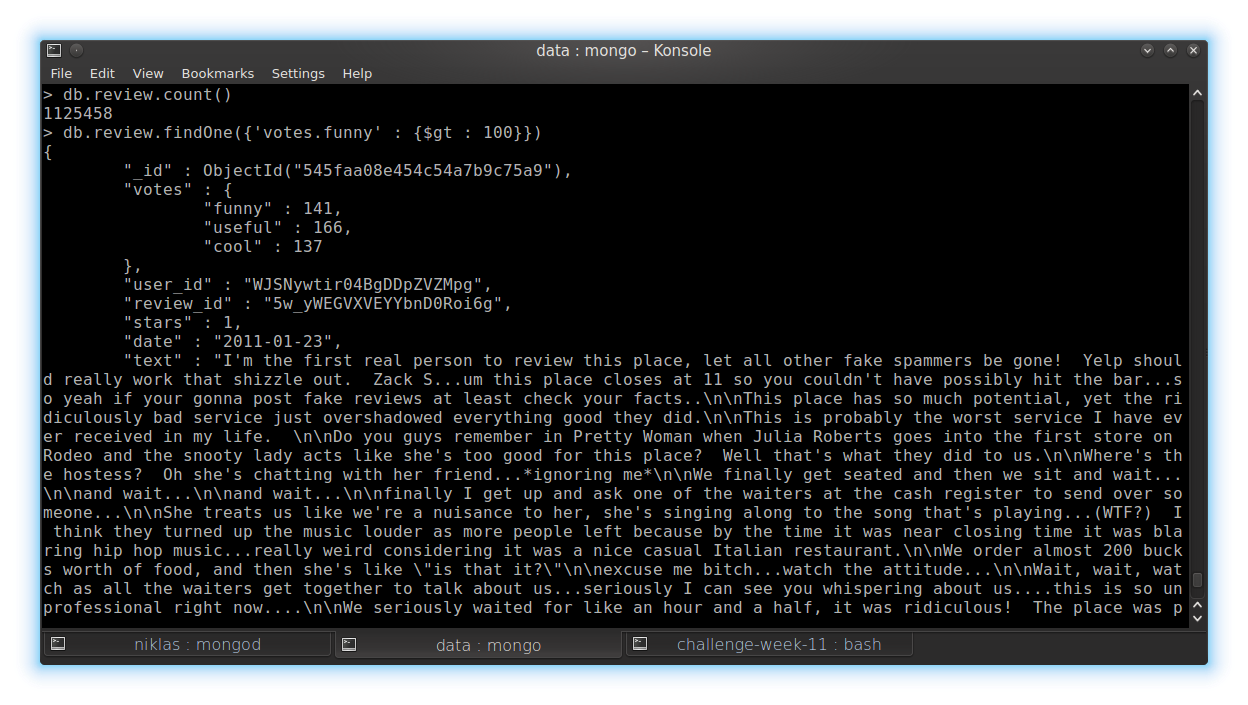 data : mongo – Konsole
File Edit View Bookmarks Settings Help
> db.review.count()
1125458
> db.review.findOne({'votes.funny' : {$gt : 100}})
{
        "_id" : ObjectId("545faa08e454c54a7b9c75a9"),
        "votes" : {
                "funny" : 141,
                "useful" : 166,
                "cool" : 137
        },
        "user_id" : "WJSNywtir04BgDDpZVZMpg",
        "review_id" : "5w_yWEGVXVEYYbnD0Roi6g",
        "stars" : 1,
        "date" : "2011-01-23",
        "text" : "I'm the first real person to review this place, let all other fake spammers be gone!  Yelp shoul
d really work that shizzle out.  Zack S...um this place closes at 11 so you couldn't have possibly hit the bar...s
o yeah if your gonna post fake reviews at least check your facts..\n\nThis place has so much potential, yet the ri
diculously bad service just overshadowed everything good they did.\n\nThis is probably the worst service I have ev
er received in my life.  \n\nDo you guys remember in Pretty Woman when Julia Roberts goes into the first store on 
Rodeo and the snooty lady acts like she's too good for this place?  Well that's what they did to us.\n\nWhere's th
e hostess?  Oh she's chatting with her friend...*ignoring me*\n\nWe finally get seated and then we sit and wait...
\n\nand wait...\n\nand wait...\n\nfinally I get up and ask one of the waiters at the cash register to send over so
meone...\n\nShe treats us like we're a nuisance to her, she's singing along to the song that's playing...(WTF?)  I
 think they turned up the music louder as more people left because by the time it was near closing time it was bla
ring hip hop music...really weird considering it was a nice casual Italian restaurant.\n\nWe order almost 200 buck
s worth of food, and then she's like \"is that it?\"\n\nexcuse me bitch...watch the attitude...\n\nWait, wait, wat
ch as all the waiters get together to talk about us...seriously I can see you whispering about us....this is so un
professional right now....\n\nWe seriously waited for like an hour and a half, it was ridiculous!  The place was p
niklas : mongod
data : mongo
challenge-week-11 : bash